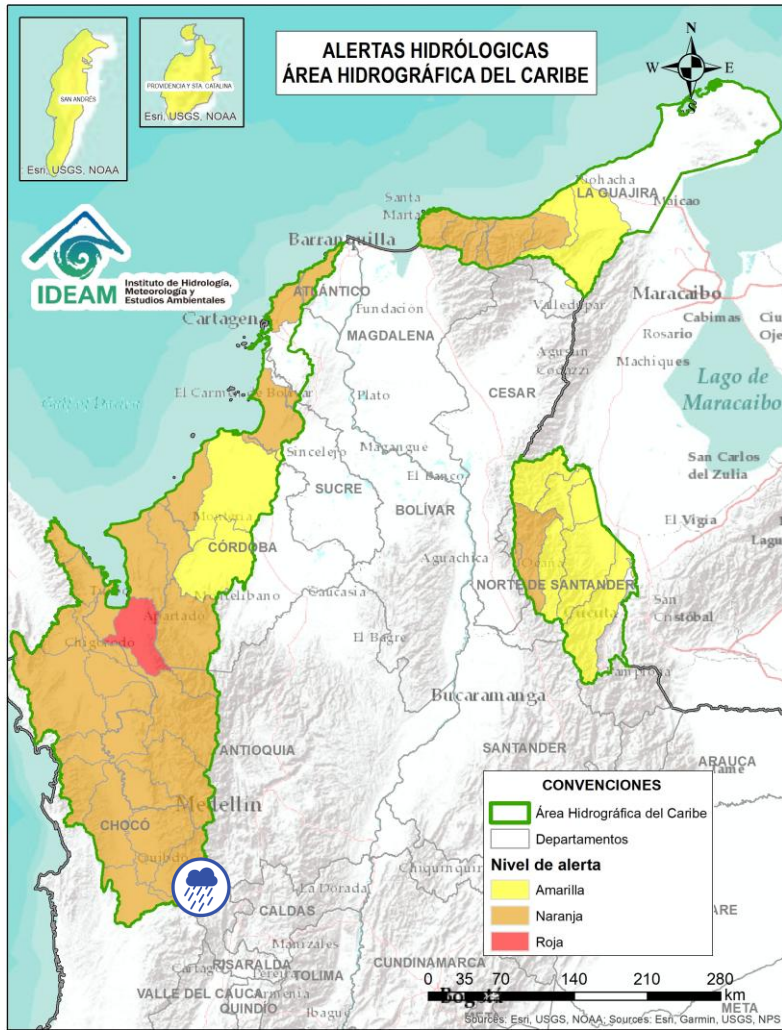 ALERTAS HIDRÓLOGICAS
ÁREA HIDROGRÁFICA DEL CARIBE
N
W E
S
SAN ANDRÉS
PROVIDENCIA Y STA. CATALINA
Esri, USGS, NOAA
Esri, USGS, NOAA
IDEAM
Instituto de Hidrología,
Meteorología y
Estudios Ambientales
Riohacha
LA GUAJIRA
Maicao
Santa
Marta
Barranquilla
ATLÁNTICO
Cartagena
Fundación
MAGDALENA
Valledupar
Maracaibo
Cabimas
Rosario
Machiques
Agustín
Codazzi
CESAR
Lago de
Maracaibo
El Carmen de Bolívar
Plato
Sincelejo
Magangue
El Banco
San Carlos
del Zulia
SUCRE
BOLÍVAR
Montería
CÓRDOBA
El Vigía
Aguachica
Ocaña
NORTE DE SANTANDER
Montelíbano
Caucasia
Apartado
Chigorodo
El Bagre
Cúcuta
San
Cristóbal
Pamplona
Bucaramanga
ANTIOQUIA
SANTANDER
ARAUCA
Medellín
CHOCÓ
Quibdó
Chiquinquirá
La Dorada
CALDAS
Manizales
RISARALDA
Pereira
TOLIMA
CUNDINAMARCA
VALLE DEL CAUCA
Armenia
QUINDÍO
Ibague
Bogotá
META
META
CONVENCIONES
Área Hidrográfica del Caribe
Departamentos
Nivel de alerta
Amarilla
Naranja
Roja
0 35 70 140 210 280
km
Sources: Esri, USGS, NOAA; Sources: Esri, Garmin, USGS, NPS